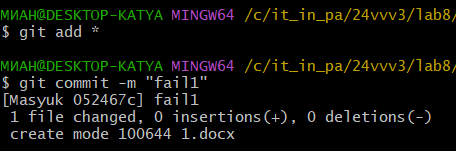 МИАН@DESKTOP-KATYA MINGW64 /c/it_in_pa/24vvv3/lab8/
$ git add *
МИАН@DESKTOP-KATYA MINGW64 /c/it_in_pa/24vvv3/lab8/
$ git commit -m "fail1"
[Masyuk 052467c] fail1
1 file changed, 0 insertions(+), 0 deletions(-)
create mode 100644 1.docx